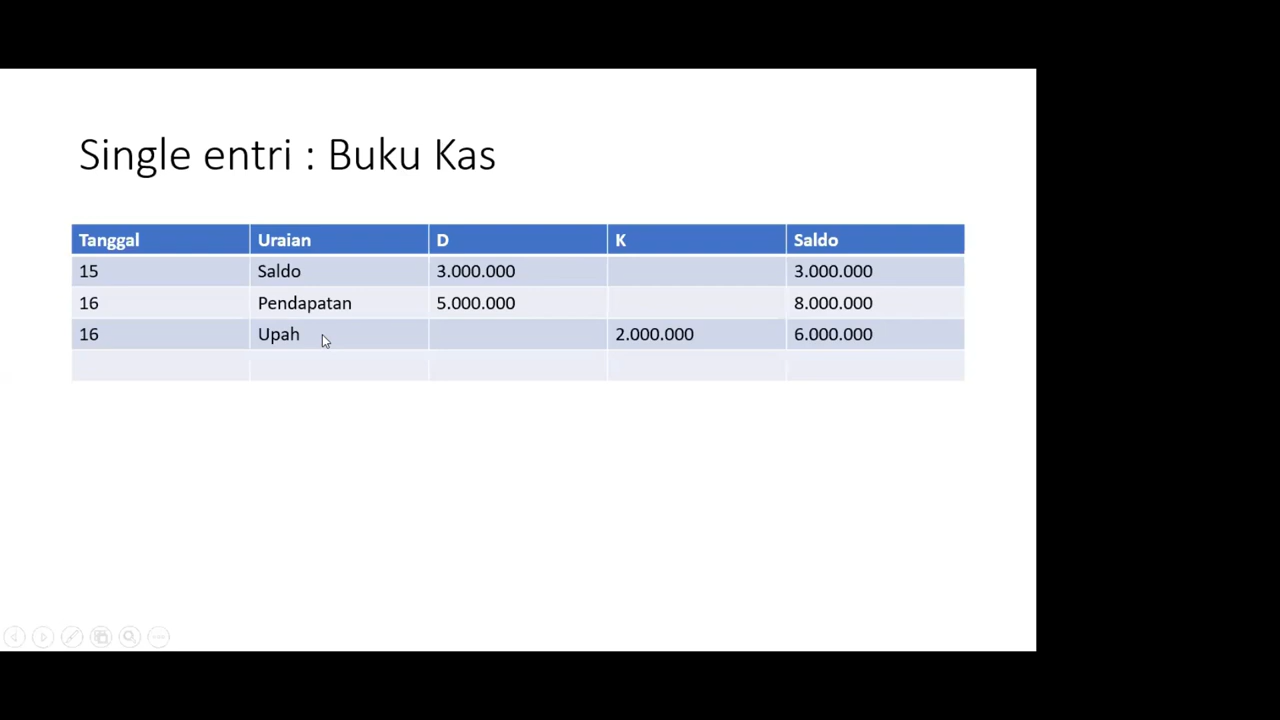 Single entri : Buku Kas
Tanggal Uraian D K Saldo
15 Saldo 3.000.000 3.000.000
16 Pendapatan 5.000.000 8.000.000
16 Upah 2.000.000 6.000.000